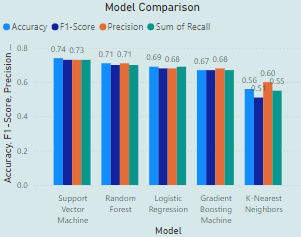 Model Comparison
Accuracy F1-Score Precision Sum of Recall
Accuracy, F1-Score, Precision ...
0.8
0.6
0.4
0.2
0.0
0.74 0.73
0.71 0.71
0.69 0.68
0.67 0.68
0.56 0.51 0.60 0.55
Support Vector Machine
Random Forest
Logistic Regression
Gradient Boosting Machine
K-Nearest Neighbors
Model